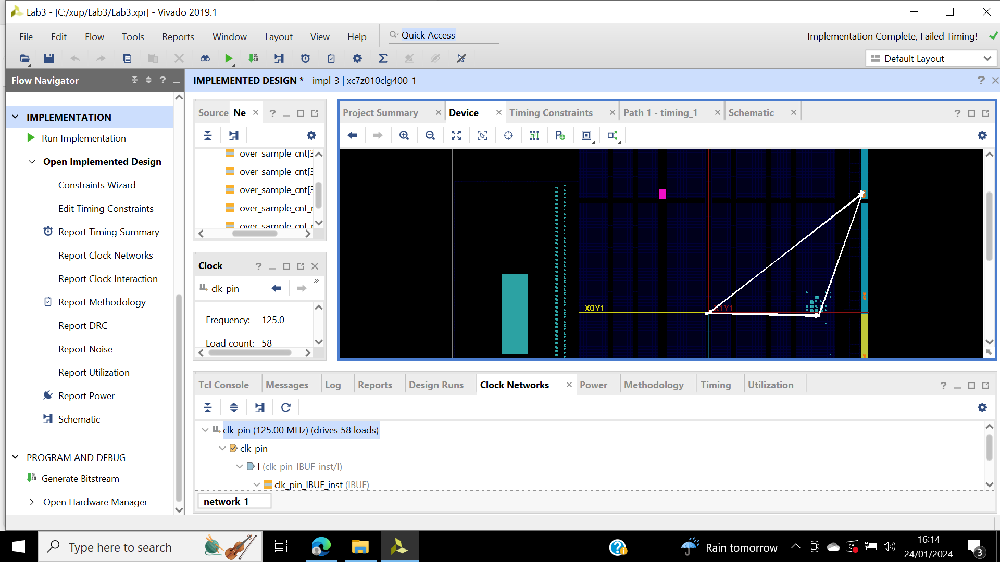 Lab3 - [C:/xup/Lab3/Lab3.xpr] - Vivado 2019.1
File Edit Flow Tools Reports Window Layout View Help Quick Access
Implementation Complete, Failed Timing!
Default Layout
Flow Navigator
IMPLEMENTED DESIGN * - impl_3 | xc7z010clg400-1
IMPLEMENTATION
Run Implementation
Open Implemented Design
Constraints Wizard
Edit Timing Constraints
Report Timing Summary
Report Clock Networks
Report Clock Interaction
Report Methodology
Report DRC
Report Noise
Report Utilization
Report Power
Schematic
PROGRAM AND DEBUG
Generate Bitstream
Open Hardware Manager
Source Ne
over_sample_cnt[3
over_sample_cnt[3
over_sample_cnt[3
over_sample_cnt_r
over_sample_cnt_r
Clock
clk_pin
Frequency: 125.0
Load count: 58
Project Summary Device Timing Constraints Path 1 - timing_1 Schematic
X0Y1
X1Y1
Tcl Console Messages Log Reports Design Runs Clock Networks Power Methodology Timing Utilization
clk_pin (125.00 MHz) (drives 58 loads)
clk_pin
I (clk_pin_IBUF_inst/I)
clk_pin_IBUF_inst (IBUF)
network_1
Type here to search
Rain tomorrow
16:14
24/01/2024
3